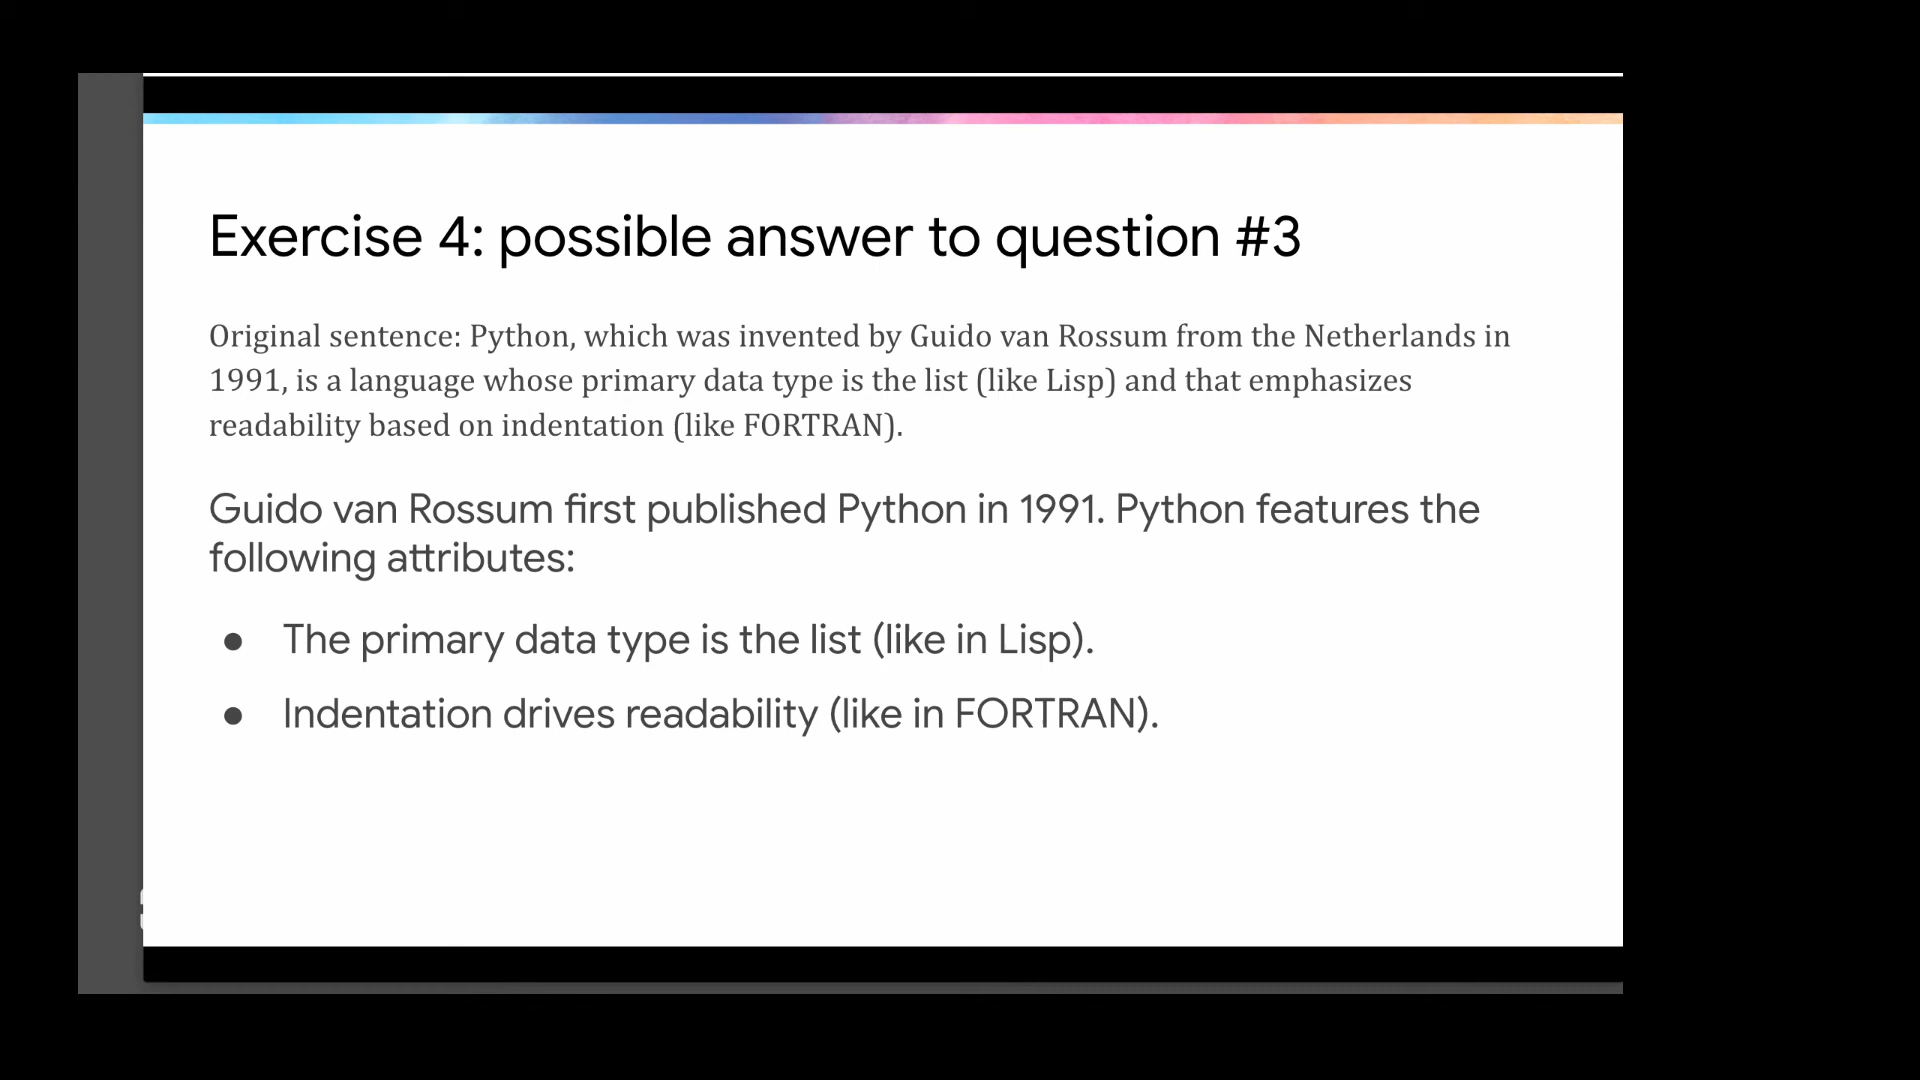 Exercise 4: possible answer to question #3
Original sentence: Python, which was invented by Guido van Rossum from the Netherlands in
1991, is a language whose primary data type is the list (like Lisp) and that emphasizes
readability based on indentation (like FORTRAN).
Guido van Rossum first published Python in 1991. Python features the
following attributes:
● The primary data type is the list (like in Lisp).
● Indentation drives readability (like in FORTRAN).